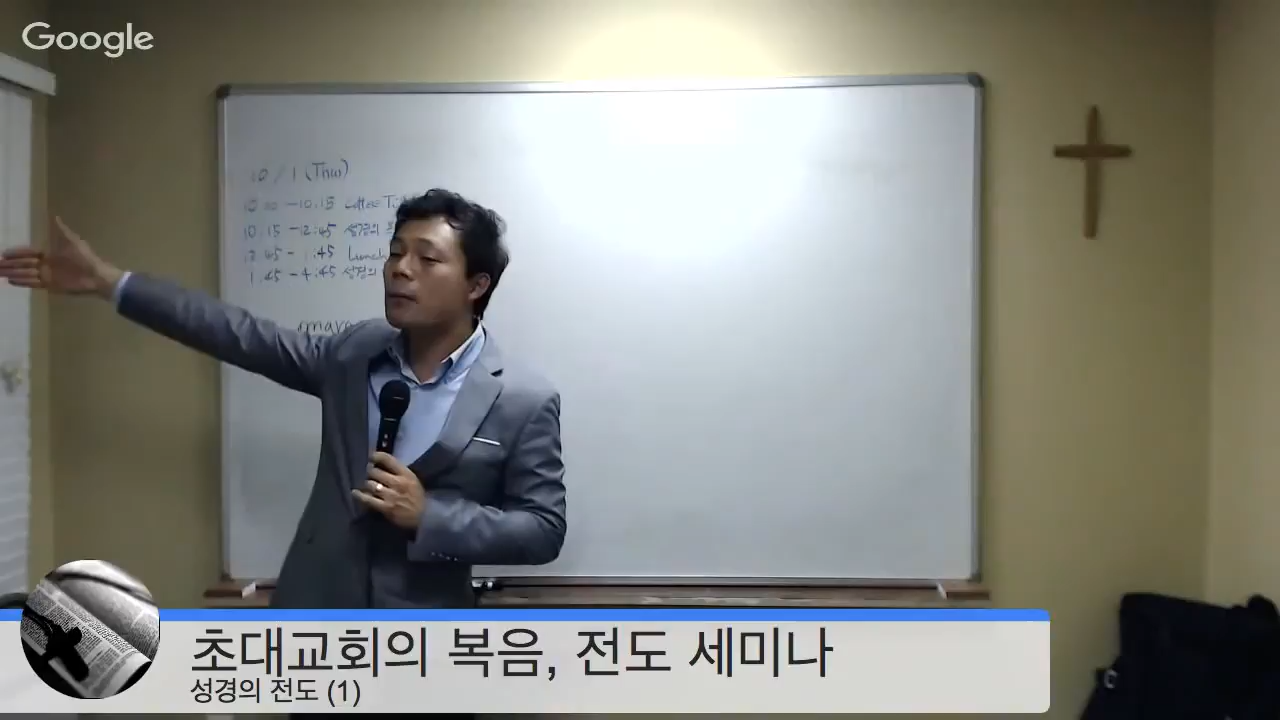 Google
10/1 (Thu)
10:00 - 10:15 Coffee
10:15 - 12:45 성경의
12:45 - 1:45 Lunch
1:45 - 4:45 성경의
초대교회의 복음, 전도 세미나
성경의 전도 (1)